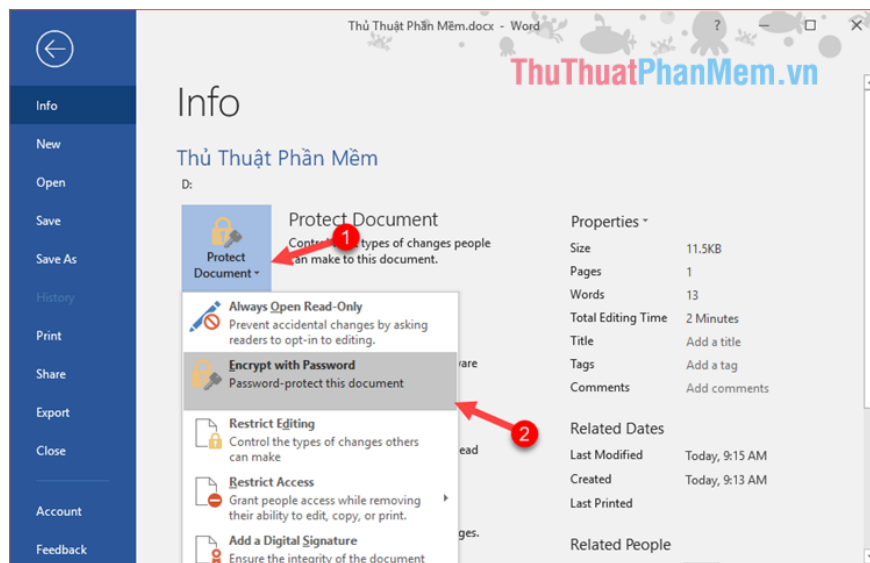 Thủ Thuật Phần Mềm.docx - Word
?
ThuThuatPhanMem.vn
Info
New
Open
Save
Save As
History
Print
Share
Export
Close
Account
Feedback
Info
Thủ Thuật Phần Mềm
D:
Protect
Document
Protect Document
types of changes people
can make to this document.
1
Always Open Read-Only
Prevent accidental changes by asking
readers to opt-in to editing.
Encrypt with Password
Password-protect this document
2
Restrict Editing
Control the types of changes others
can make
Restrict Access
Grant people access while removing
their ability to edit, copy, or print.
Add a Digital Signature
Ensure the integrity of the document
Properties
Size 11.5KB
Pages 1
Words 13
Total Editing Time 2 Minutes
Title Add a title
Tags Add a tag
Comments Add comments
Related Dates
Last Modified Today, 9:15 AM
Created Today, 9:13 AM
Last Printed
Related People